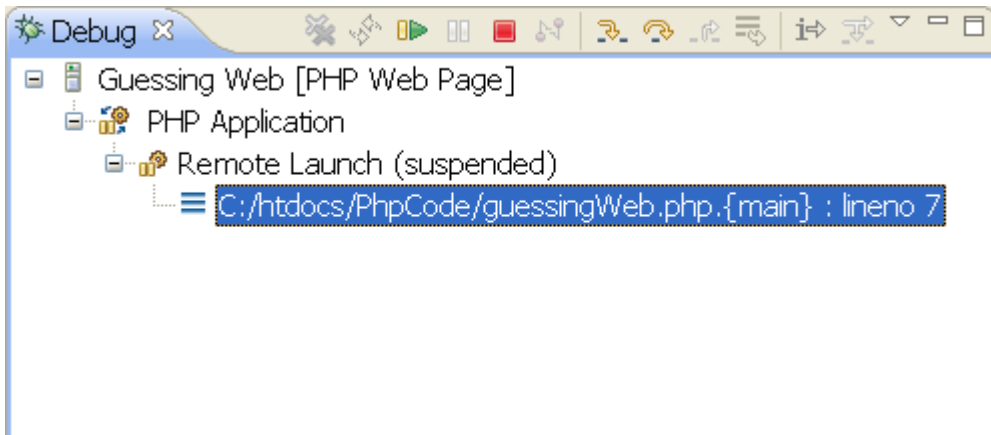 Debug
Guessing Web [PHP Web Page]
PHP Application
Remote Launch (suspended)
C:/htdocs/PhpCode/guessingWeb.php.{main} : lineno 7